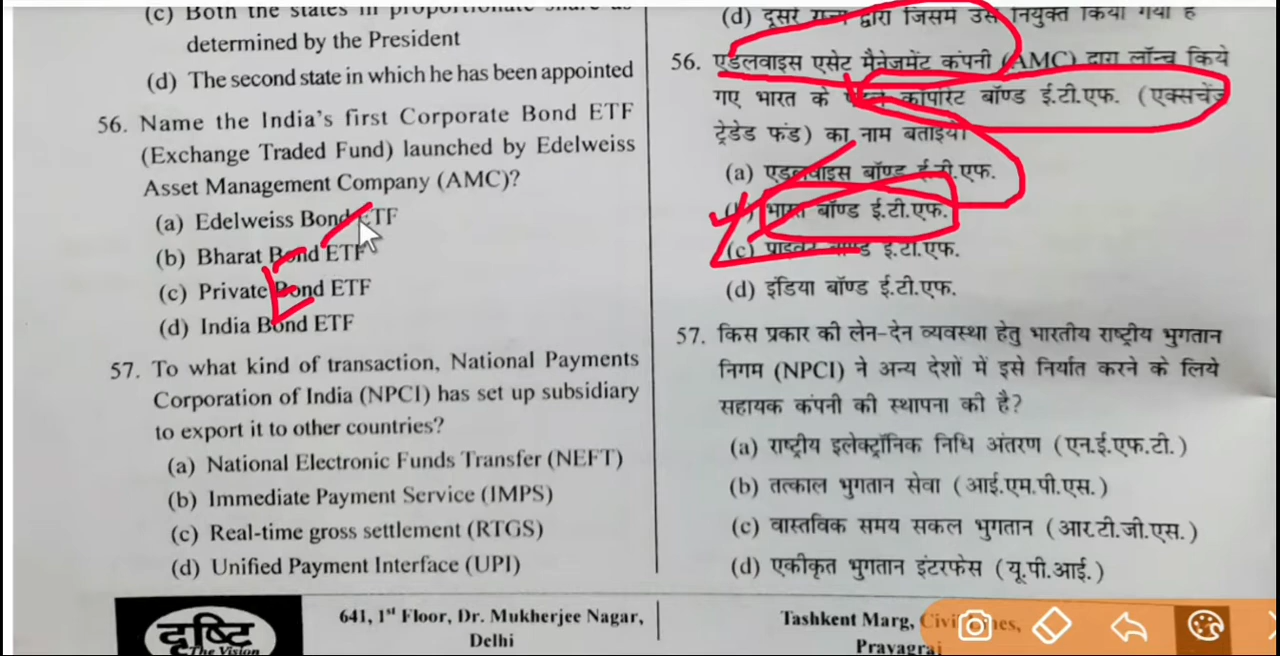 (c) Both the states in proportionate share as
determined by the President
(d) The second state in which he has been appointed
56. Name the India's first Corporate Bond ETF
(Exchange Traded Fund) launched by Edelweiss
Asset Management Company (AMC)?
(a) Edelweiss Bond ETF
(b) Bharat Bond ETF
(c) Private Bond ETF
(d) India Bond ETF
57. To what kind of transaction, National Payments
Corporation of India (NPCI) has set up subsidiary
to export it to other countries?
(a) National Electronic Funds Transfer (NEFT)
(b) Immediate Payment Service (IMPS)
(c) Real-time gross settlement (RTGS)
(d) Unified Payment Interface (UPI)
(d) दूसरे राज्य द्वारा जिसमें उसे नियुक्त किया गया है
56. एडलवाइस एसेट मैनेजमेंट कंपनी (AMC) द्वारा लॉन्च किये
गए भारत के पहले कॉर्पोरेट बॉण्ड ई.टी.एफ. (एक्सचेंज
ट्रेडेड फंड) का नाम बताइये।
(a) एडलवाइस बॉण्ड ई.टी.एफ.
(b) भारत बॉण्ड ई.टी.एफ.
(c) प्राइवेट बॉण्ड ई.टी.एफ.
(d) इंडिया बॉण्ड ई.टी.एफ.
57. किस प्रकार की लेन-देन व्यवस्था हेतु भारतीय राष्ट्रीय भुगतान
निगम (NPCI) ने अन्य देशों में इसे निर्यात करने के लिये
सहायक कंपनी की स्थापना की है?
(a) राष्ट्रीय इलेक्ट्रॉनिक निधि अंतरण (एन.ई.एफ.टी.)
(b) तत्काल भुगतान सेवा (आई.एम.पी.एस.)
(c) वास्तविक समय सकल भुगतान (आर.टी.जी.एस.)
(d) एकीकृत भुगतान इंटरफेस (यू.पी.आई.)
दृष्टि
The Vision
641, 1st Floor, Dr. Mukherjee Nagar,
Delhi
Tashkent Marg, Civil Lines,
Prayagraj